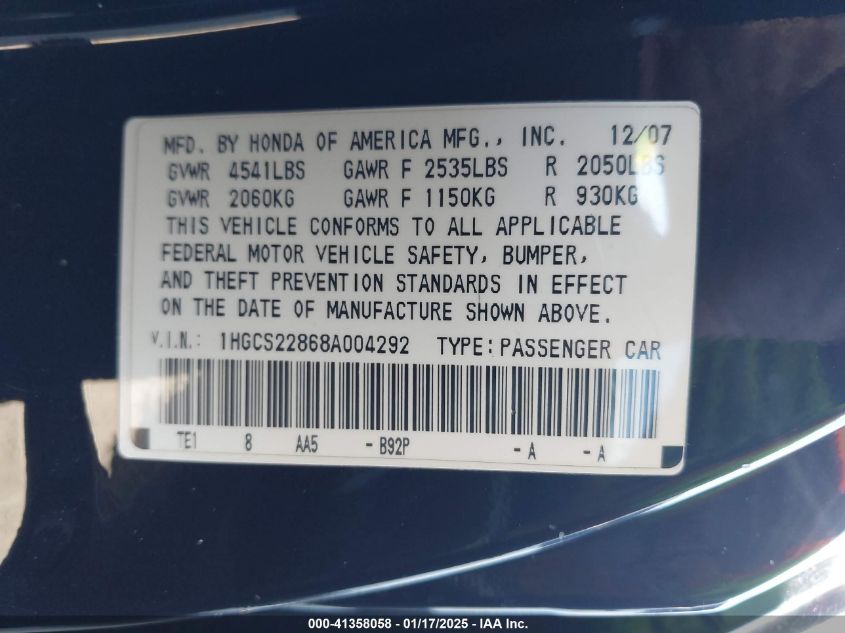 MFD. BY HONDA OF AMERICA MFG., INC. 12/07
GVWR 4541LBS GAWR F 2535LBS R 2050LBS
GVWR 2060KG GAWR F 1150KG R 930KG
THIS VEHICLE CONFORMS TO ALL APPLICABLE
FEDERAL MOTOR VEHICLE SAFETY, BUMPER,
AND THEFT PREVENTION STANDARDS IN EFFECT
ON THE DATE OF MANUFACTURE SHOWN ABOVE.
V.I.N.: 1HGCS22868A004292 TYPE:PASSENGER CAR
TE1 8 AA5 -B92P -A -A
000-41358058 - 01/17/2025 - IAA Inc.